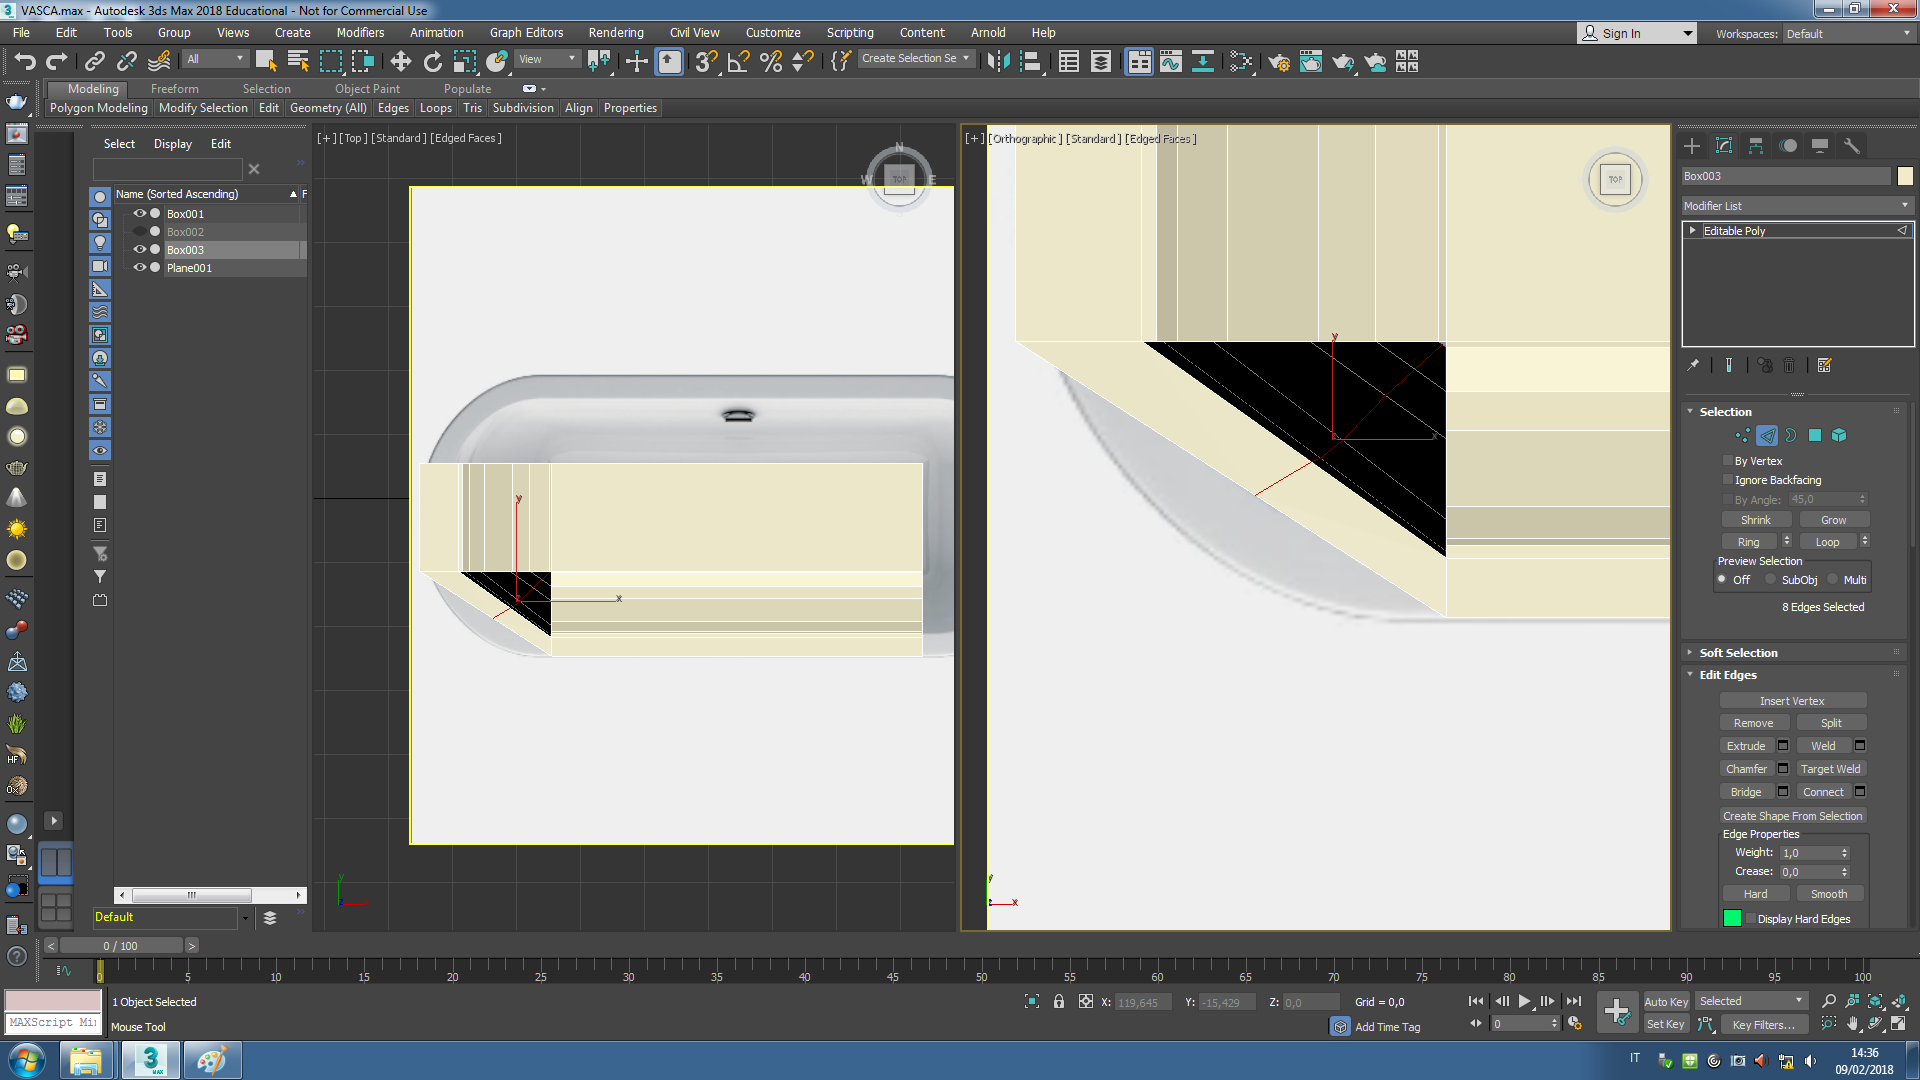 VASCA.max - Autodesk 3ds Max 2018 Educational - Not for Commercial Use
File Edit Tools Group Views Create Modifiers Animation Graph Editors Rendering Civil View Customize Scripting Content Arnold Help
Sign In Workspaces: Default
All View Create Selection Se
Modeling Freeform Selection Object Paint Populate
Polygon Modeling Modify Selection Edit Geometry (All) Edges Loops Tris Subdivision Align Properties
Select Display Edit
Name (Sorted Ascending) F
Box001
Box002
Box003
Plane001
Default
[+] [Top] [Standard] [Edged Faces]
N
W TOP E
y
x
y
[+] [Orthographic] [Standard] [Edged Faces]
TOP
y
x
y
x
Box003
Modifier List
Editable Poly
Selection
By Vertex
Ignore Backfacing
By Angle: 45,0
Shrink Grow
Ring Loop
Preview Selection
Off SubObj Multi
8 Edges Selected
Soft Selection
Edit Edges
Insert Vertex
Remove Split
Extrude Weld
Chamfer Target Weld
Bridge Connect
Create Shape From Selection
Edge Properties
Weight: 1,0
Crease: 0,0
Hard Smooth
Display Hard Edges
< 0 / 100 >
0 5 10 15 20 25 30 35 40 45 50 55 60 65 70 75 80 85 90 95 100
1 Object Selected
X: 119,645 Y: -15,429 Z: 0,0 Grid = 0,0
Auto Key Selected
MAXScript Mi
Mouse Tool
Add Time Tag
0
Set Key Key Filters...
3
MAX
IT
14:36
09/02/2018